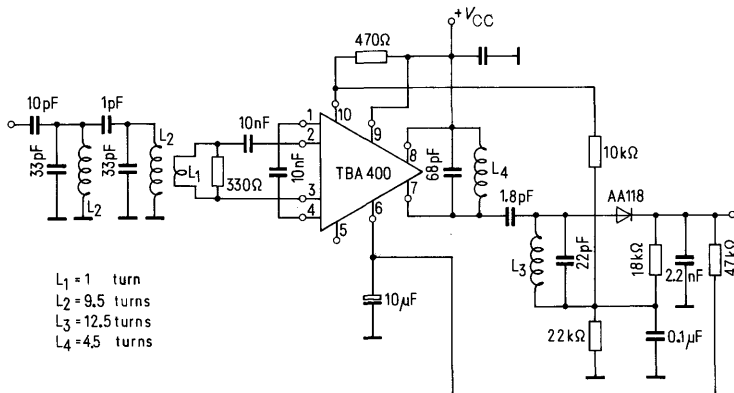 +V_CC
470Ω
10pF
1pF
10nF
1
2
3
4
5
6
7
8
9
10
TBA 400
33pF
L2
33pF
L2
L1
330Ω
10nF
68pF
L4
10kΩ
1.8pF
AA118
L3
22pF
18kΩ
2.2nF
47kΩ
10µF
22kΩ
0.1µF
L1 = 1 turn
L2 = 9.5 turns
L3 = 12.5 turns
L4 = 4.5 turns